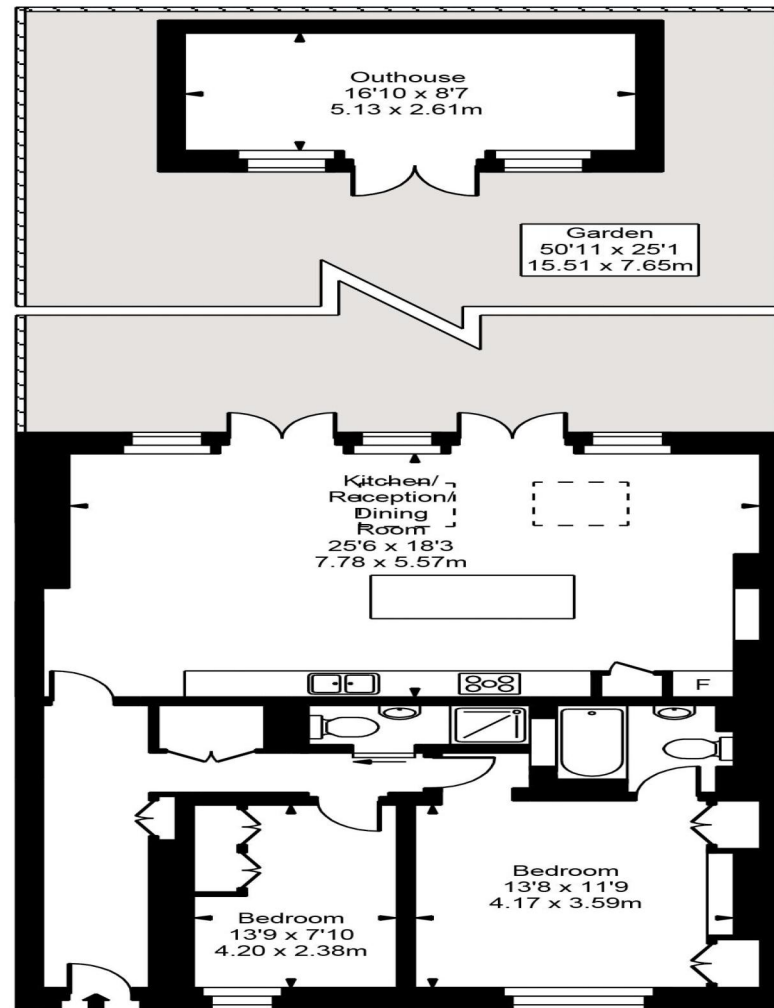 Outhouse
16'10 x 8'7
5.13 x 2.61m
Garden
50'11 x 25'1
15.51 x 7.65m
Kitchen/
Reception/
Dining
Room
25'6 x 18'3
7.78 x 5.57m
F
Bedroom
13'8 x 11'9
4.17 x 3.59m
Bedroom
13'9 x 7'10
4.20 x 2.38m